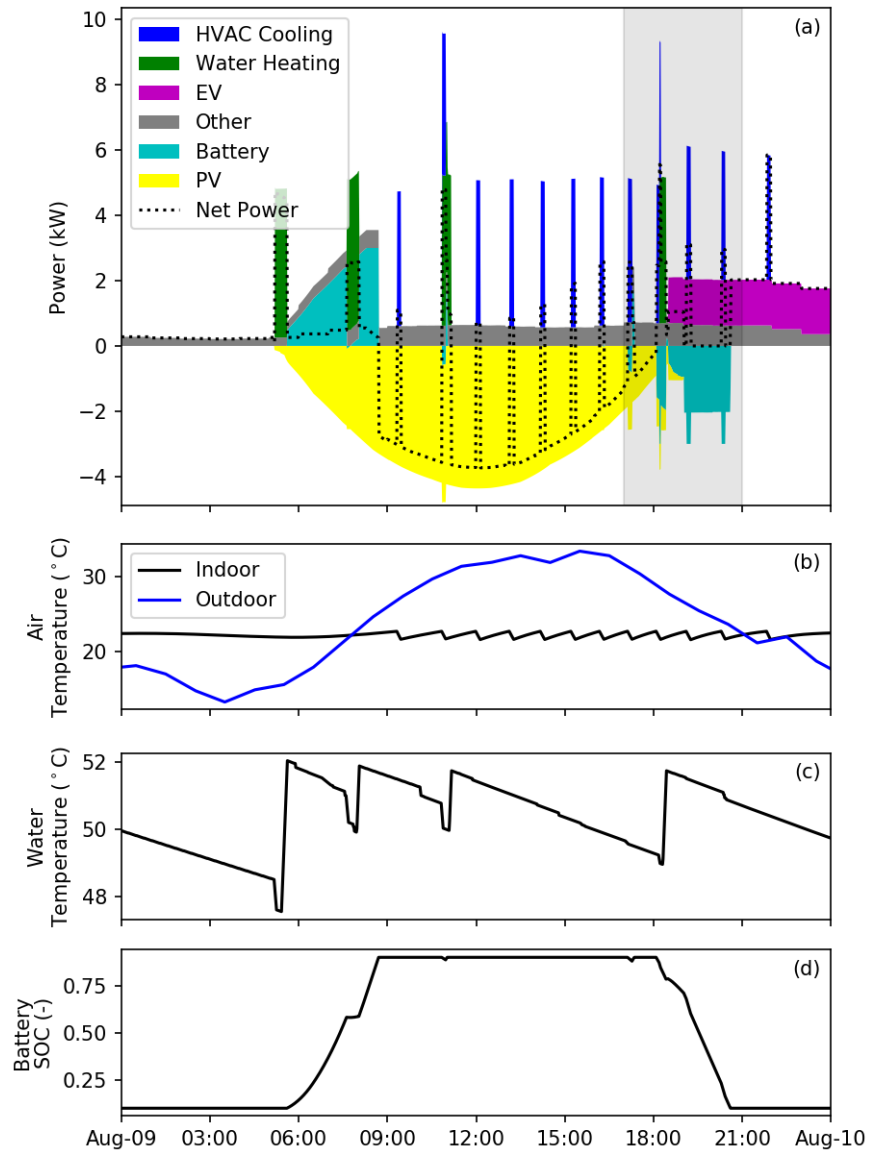 (a)
HVAC Cooling
Water Heating
EV
Other
Battery
PV
Net Power
Power (kW)
10
8
6
4
2
0
−2
−4
(b)
Indoor
Outdoor
Air
Temperature (°C)
30
20
(c)
Water
Temperature (°C)
52
50
48
(d)
Battery
SOC (-)
0.75
0.50
0.25
Aug-09 03:00 06:00 09:00 12:00 15:00 18:00 21:00 Aug-10